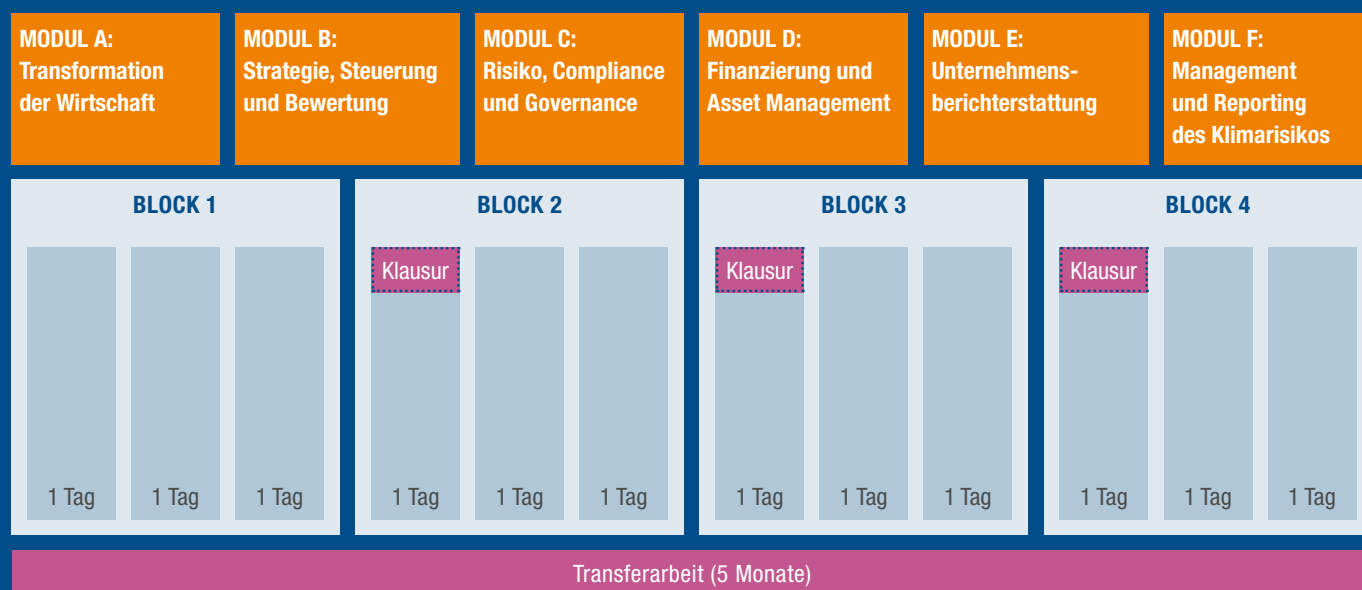 MODUL A:
Transformation
der Wirtschaft
MODUL B:
Strategie, Steuerung
und Bewertung
MODUL C:
Risiko, Compliance
und Governance
MODUL D:
Finanzierung und
Asset Management
MODUL E:
Unternehmens-
berichterstattung
MODUL F:
Management
und Reporting
des Klimarisikos
BLOCK 1
1 Tag
1 Tag
1 Tag
BLOCK 2
Klausur
1 Tag
1 Tag
1 Tag
BLOCK 3
Klausur
1 Tag
1 Tag
1 Tag
BLOCK 4
Klausur
1 Tag
1 Tag
1 Tag
Transferarbeit (5 Monate)